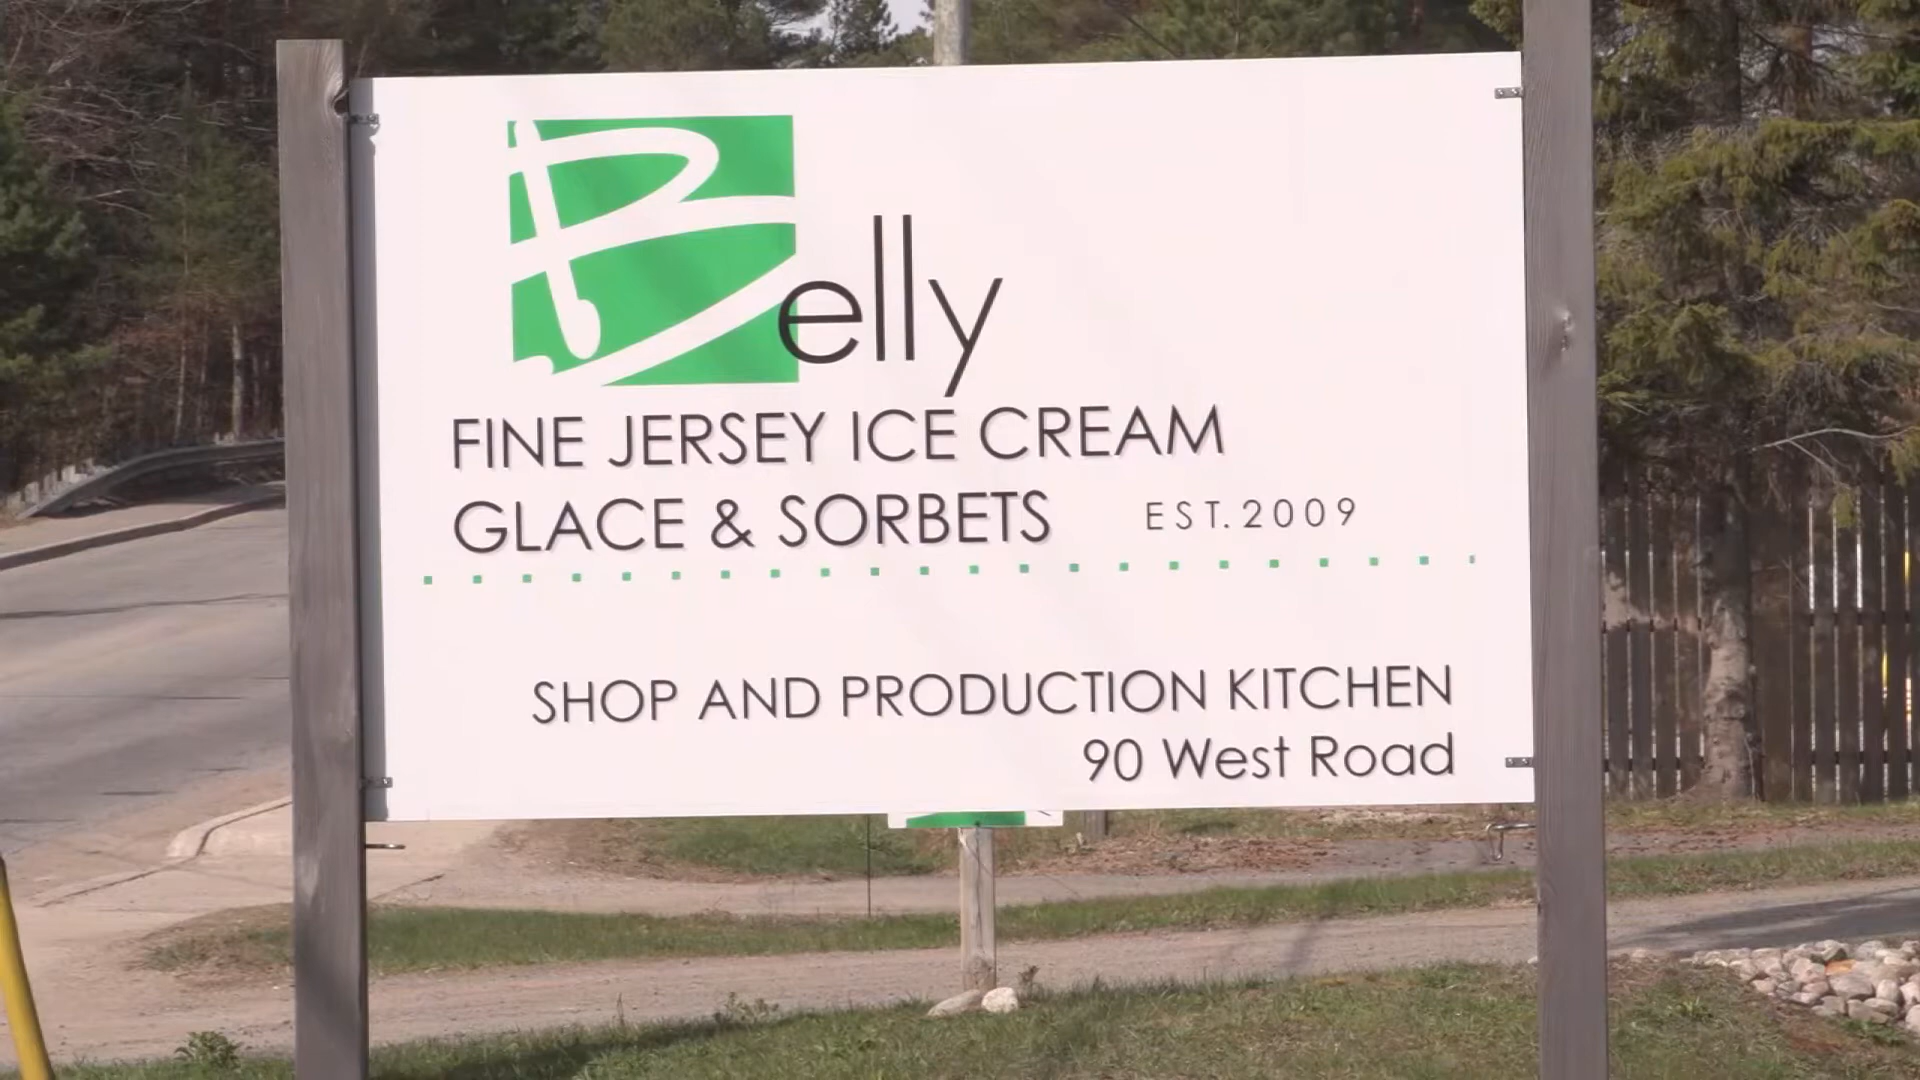 Belly
FINE JERSEY ICE CREAM
GLACE & SORBETS EST. 2009
SHOP AND PRODUCTION KITCHEN
90 West Road